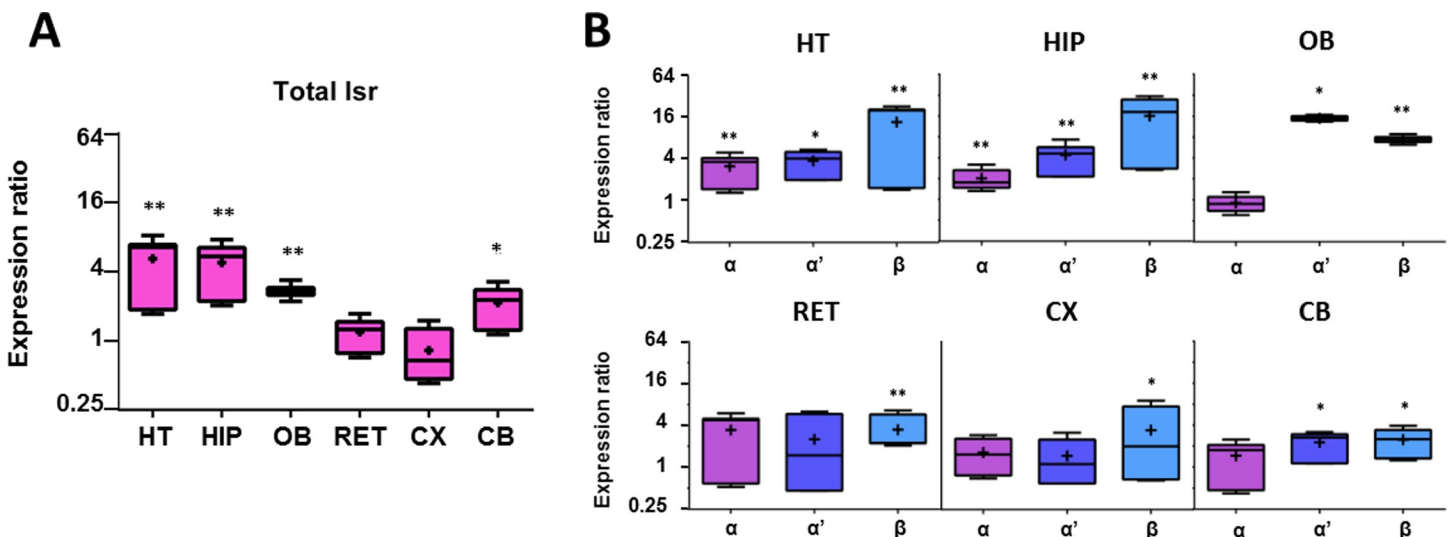 A
Total lsr
Expression ratio
64
16
4
1
0.25
** ** ** *
HT HIP OB RET CX CB
B
HT HIP OB
Expression ratio
64
16
4
1
0.25
** * ** ** ** ** * **
α α’ β α α’ β α α’ β
RET CX CB
Expression ratio
64
16
4
1
0.25
** * * *
α α’ β α α’ β α α’ β